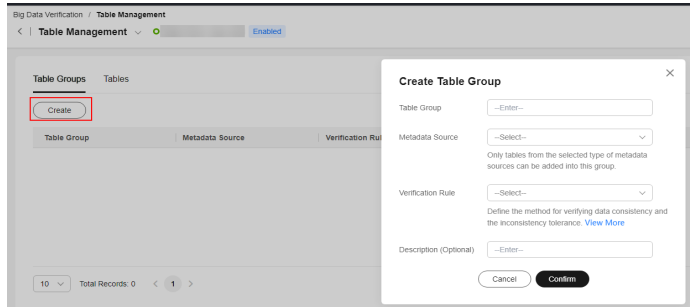 Big Data Verification / Table Management
Table Management
Enabled
Table Groups Tables
Create
Table Group Metadata Source Verification Rul
10 Total Records: 0 1
Create Table Group
Table Group --Enter--
Metadata Source --Select--
Only tables from the selected type of metadata
sources can be added into this group.
Verification Rule --Select--
Define the method for verifying data consistency and
the inconsistency tolerance. View More
Description (Optional) --Enter--
Cancel Confirm